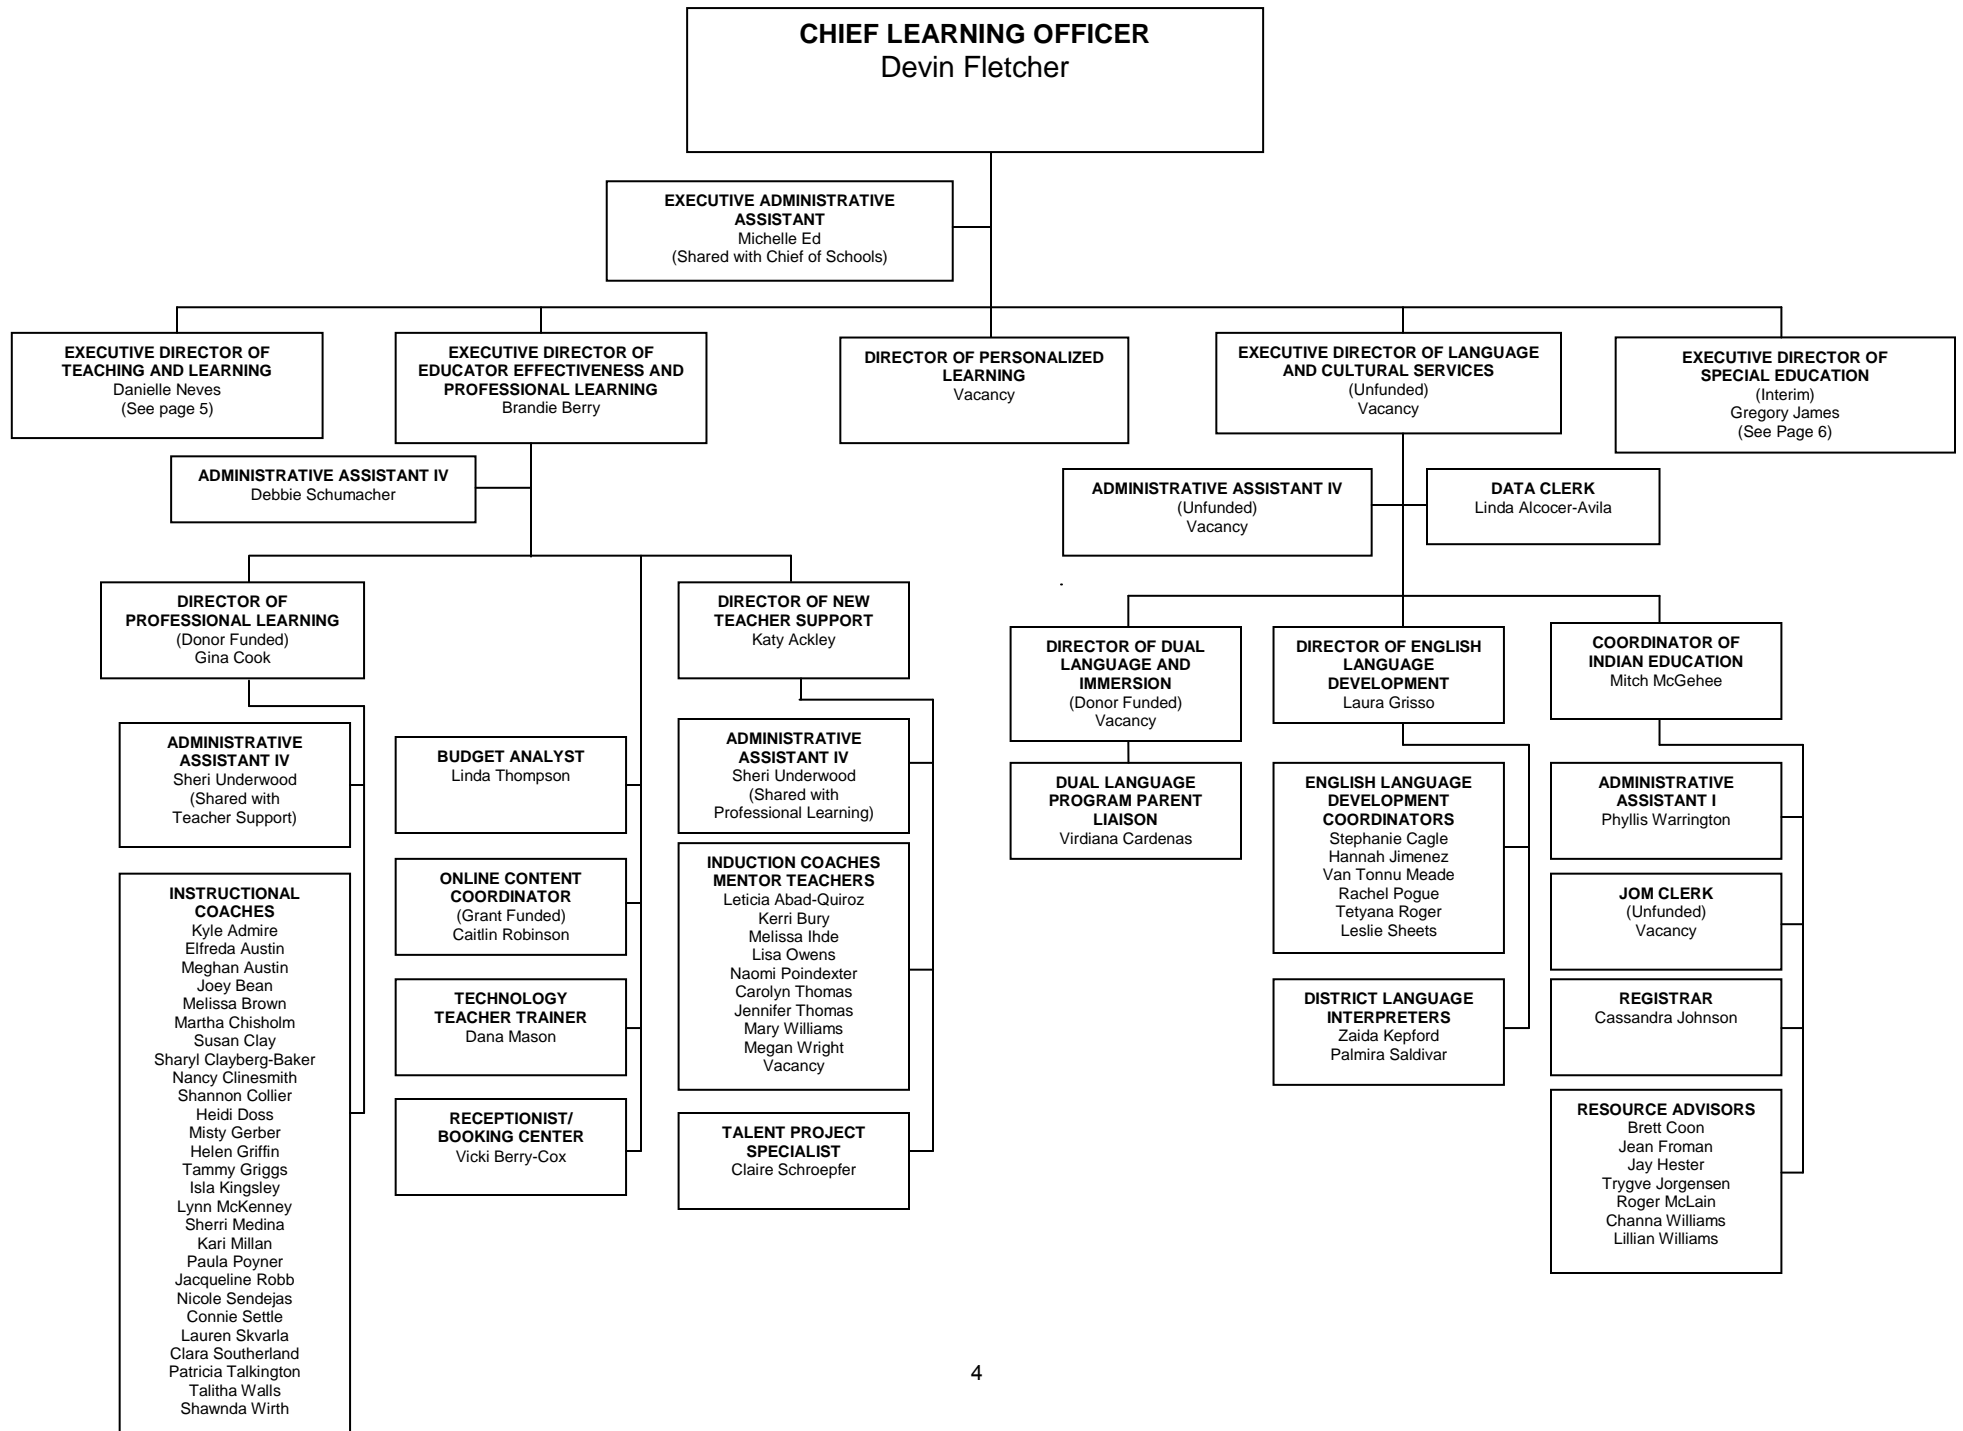 CHIEF LEARNING OFFICER
Devin Fletcher
EXECUTIVE ADMINISTRATIVE
ASSISTANT
Michelle Ed
(Shared with Chief of Schools)
EXECUTIVE DIRECTOR OF
TEACHING AND LEARNING
Danielle Neves
(See page 5)
EXECUTIVE DIRECTOR OF
EDUCATOR EFFECTIVENESS AND
PROFESSIONAL LEARNING
Brandie Berry
DIRECTOR OF PERSONALIZED
LEARNING
Vacancy
EXECUTIVE DIRECTOR OF LANGUAGE
AND CULTURAL SERVICES
(Unfunded)
Vacancy
EXECUTIVE DIRECTOR OF
SPECIAL EDUCATION
(Interim)
Gregory James
(See Page 6)
ADMINISTRATIVE ASSISTANT IV
Debbie Schumacher
ADMINISTRATIVE ASSISTANT IV
(Unfunded)
Vacancy
DATA CLERK
Linda Alcocer-Avila
.
DIRECTOR OF
PROFESSIONAL LEARNING
(Donor Funded)
Gina Cook
DIRECTOR OF NEW
TEACHER SUPPORT
Katy Ackley
DIRECTOR OF DUAL
LANGUAGE AND
IMMERSION
(Donor Funded)
Vacancy
DIRECTOR OF ENGLISH
LANGUAGE
DEVELOPMENT
Laura Grisso
COORDINATOR OF
INDIAN EDUCATION
Mitch McGehee
ADMINISTRATIVE
ASSISTANT IV
Sheri Underwood
(Shared with
Teacher Support)
INSTRUCTIONAL
COACHES
Kyle Admire
Elfreda Austin
Meghan Austin
Joey Bean
Melissa Brown
Martha Chisholm
Susan Clay
Sharyl Clayberg-Baker
Nancy Clinesmith
Shannon Collier
Heidi Doss
Misty Gerber
Helen Griffin
Tammy Griggs
Isla Kingsley
Lynn McKenney
Sherri Medina
Kari Millan
Paula Poyner
Jacqueline Robb
Nicole Sendejas
Connie Settle
Lauren Skvarla
Clara Southerland
Patricia Talkington
Talitha Walls
Shawnda Wirth
BUDGET ANALYST
Linda Thompson
ONLINE CONTENT
COORDINATOR
(Grant Funded)
Caitlin Robinson
TECHNOLOGY
TEACHER TRAINER
Dana Mason
RECEPTIONIST/
BOOKING CENTER
Vicki Berry-Cox
ADMINISTRATIVE
ASSISTANT IV
Sheri Underwood
(Shared with
Professional Learning)
INDUCTION COACHES
MENTOR TEACHERS
Leticia Abad-Quiroz
Kerri Bury
Melissa Ihde
Lisa Owens
Naomi Poindexter
Carolyn Thomas
Jennifer Thomas
Mary Williams
Megan Wright
Vacancy
TALENT PROJECT
SPECIALIST
Claire Schroepfer
DUAL LANGUAGE
PROGRAM PARENT
LIAISON
Virdiana Cardenas
ENGLISH LANGUAGE
DEVELOPMENT
COORDINATORS
Stephanie Cagle
Hannah Jimenez
Van Tonnu Meade
Rachel Pogue
Tetyana Roger
Leslie Sheets
DISTRICT LANGUAGE
INTERPRETERS
Zaida Kepford
Palmira Saldivar
ADMINISTRATIVE
ASSISTANT I
Phyllis Warrington
JOM CLERK
(Unfunded)
Vacancy
REGISTRAR
Cassandra Johnson
RESOURCE ADVISORS
Brett Coon
Jean Froman
Jay Hester
Trygve Jorgensen
Roger McLain
Channa Williams
Lillian Williams
4